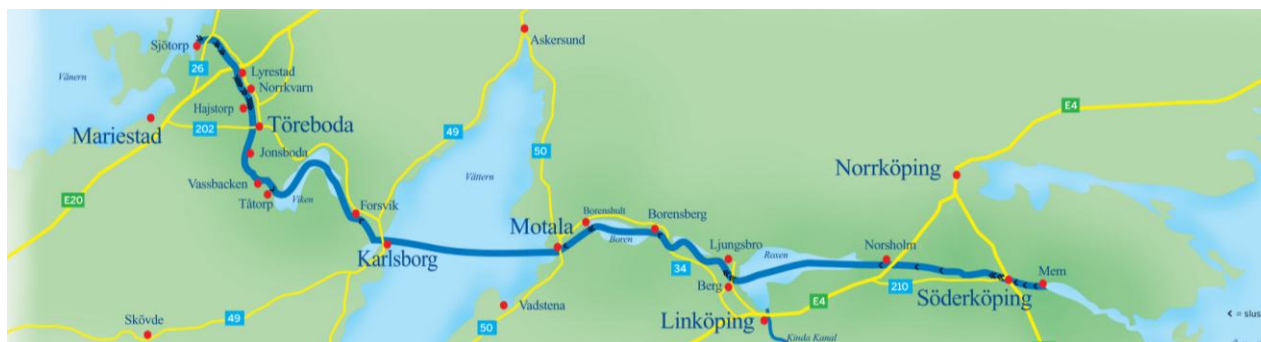 Sjötorp
Askersund
26
Lyrestad
Vänern
Norrkvarn
E4
Hajstorp
Mariestad
202
Töreboda
49
50
Jonsboda
Norrköping
Vättern
Vassbacken
E20
Tåtorp
Viken
Forsvik
Borenshult
Borensberg
Motala
Boren
Ljungsbro
Karlsborg
Roxen
Norsholm
34
Mem
Berg
210
Söderköping
Vadstena
E4
Skövde
49
50
Linköping
Kinda Kanal
< = slus